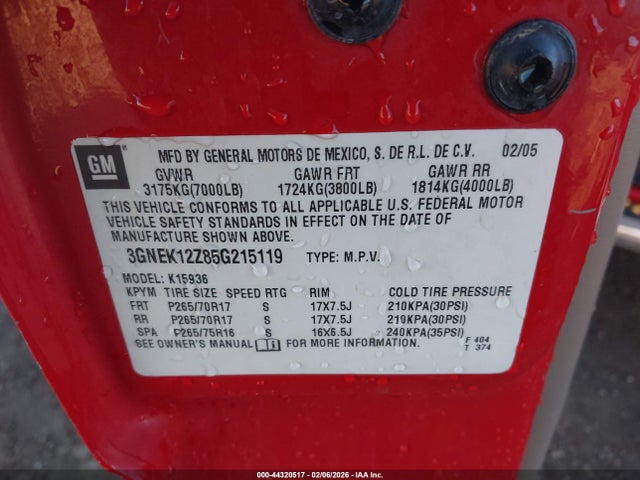 GM
MFD BY GENERAL MOTORS DE MEXICO, S. DE R.L. DE C.V. 02/05
GVWR GAWR FRT GAWR RR
3175KG(7000LB) 1724KG(3800LB) 1814KG(4000LB)
THIS VEHICLE CONFORMS TO ALL APPLICABLE U.S. FEDERAL MOTOR
VEHICLE SAFETY STANDARDS IN EFFECT ON THE DATE OF
MANUFACTURE SHOWN ABOVE.
3GNEK12Z85G215119 TYPE: M.P.V.
MODEL: K15936
KPYM TIRE SIZE SPEED RTG RIM COLD TIRE PRESSURE
FRT P265/70R17 S 17X7.5J 210KPA(30PSI)
RR P265/70R17 S 17X7.5J 210KPA(30PSI)
SPA P265/75R16 S 16X6.5J 240KPA(35PSI)
SEE OWNER'S MANUAL FOR MORE INFORMATION.
F 404
T 374
000-44320517 - 02/06/2026 - IAA Inc.